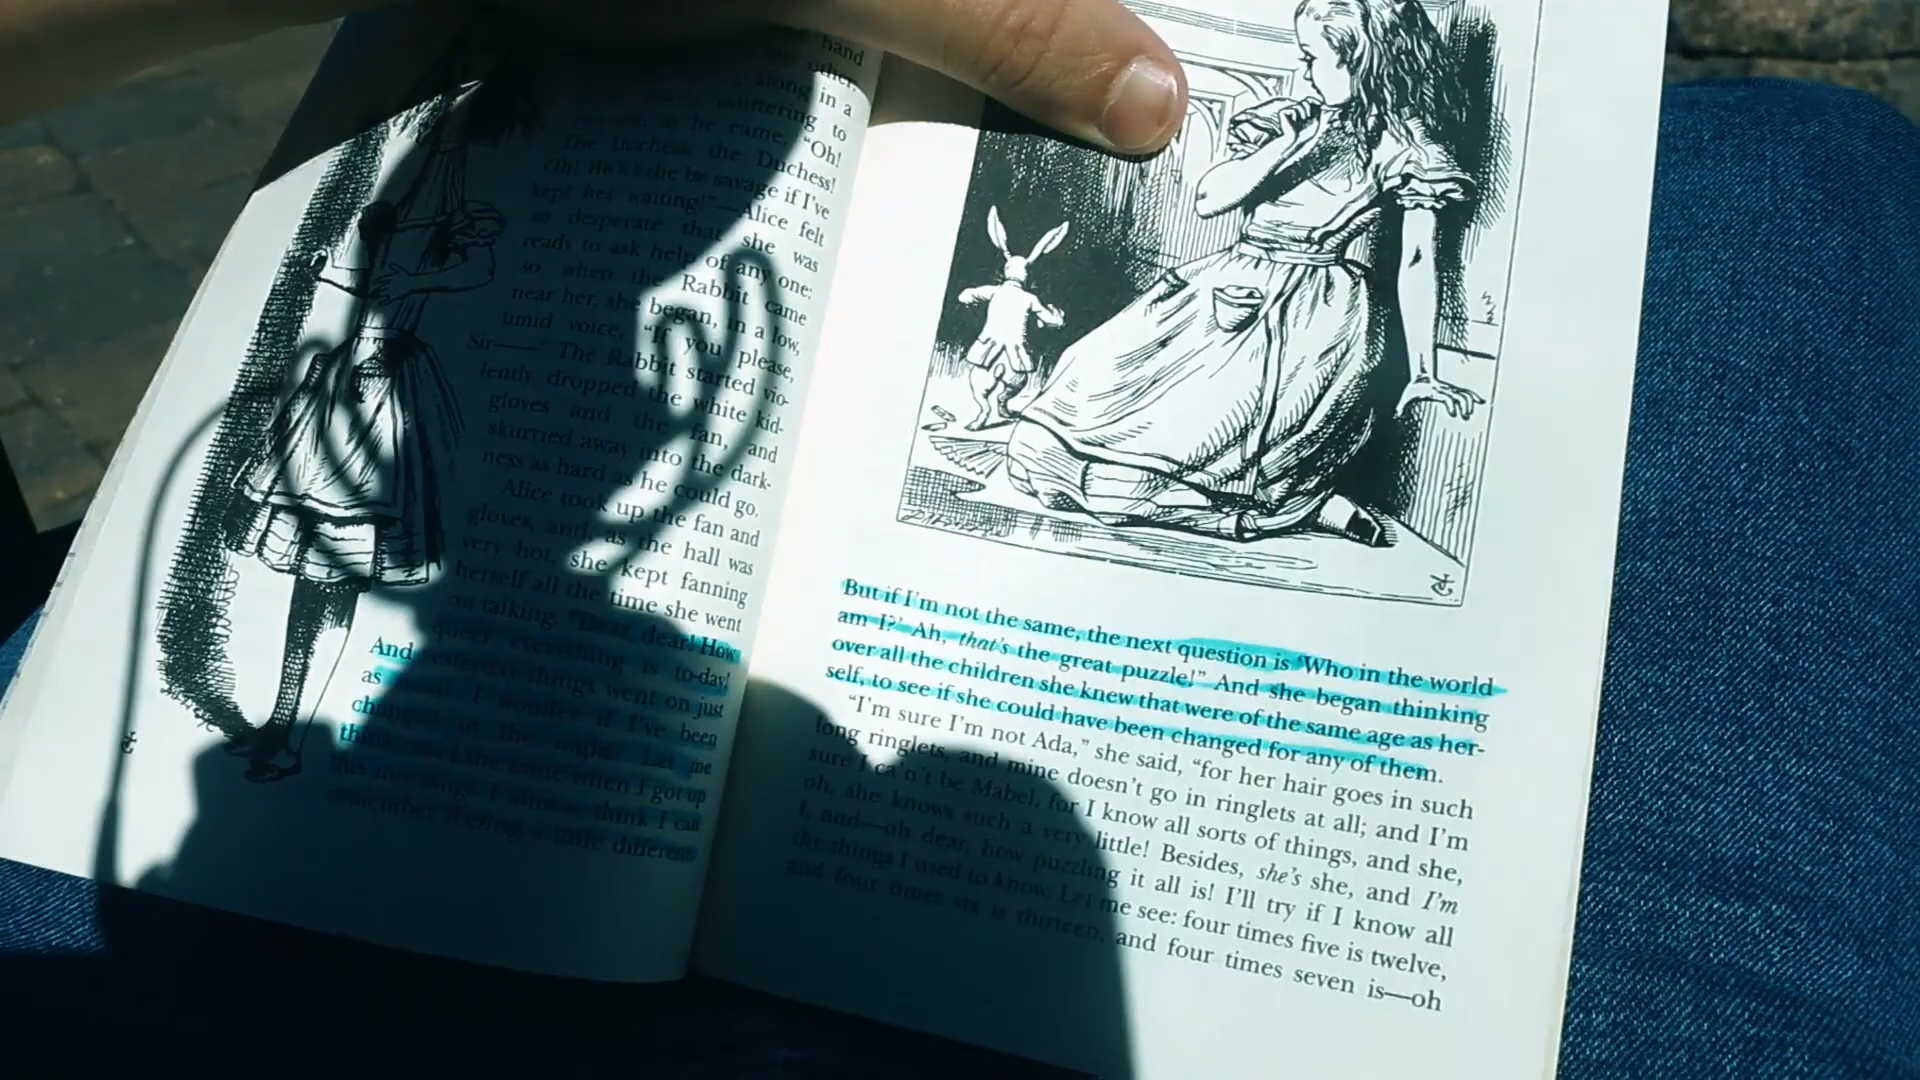 hand
other.
along in a
muttering to
as he came, "Oh!
The Duchess, the Duchess!
Oh! Wo'n't she be savage if I've
kept her waiting!"—Alice felt
so desperate that she was
ready to ask help of any one:
so, when the Rabbit came
near her, she began, in a low,
timid voice, "If you please,
Sir——" The Rabbit started vio-
lently, dropped the white kid-
gloves and the fan, and
skurried away into the dark-
ness as hard as he could go.
Alice took up the fan and
gloves, and, as the hall was
very hot, she kept fanning
herself all the time she went
on talking. "Dear, dear! How
queer everything is to-day!
And yesterday things went on just
as usual. I wonder if I've been
changed in the night? Let me
think: was I the same when I got up
this morning? I almost think I can
remember feeling a little different.
But if I'm not the same, the next question is 'Who in the world
am I?' Ah, that's the great puzzle!" And she began thinking
over all the children she knew that were of the same age as her-
self, to see if she could have been changed for any of them.
"I'm sure I'm not Ada," she said, "for her hair goes in such
long ringlets, and mine doesn't go in ringlets at all; and I'm
sure I ca'n't be Mabel, for I know all sorts of things, and she,
oh, she knows such a very little! Besides, she's she, and I'm
I, and—oh dear, how puzzling it all is! I'll try if I know all
the things I used to know. Let me see: four times five is twelve,
and four times six is thirteen, and four times seven is—oh